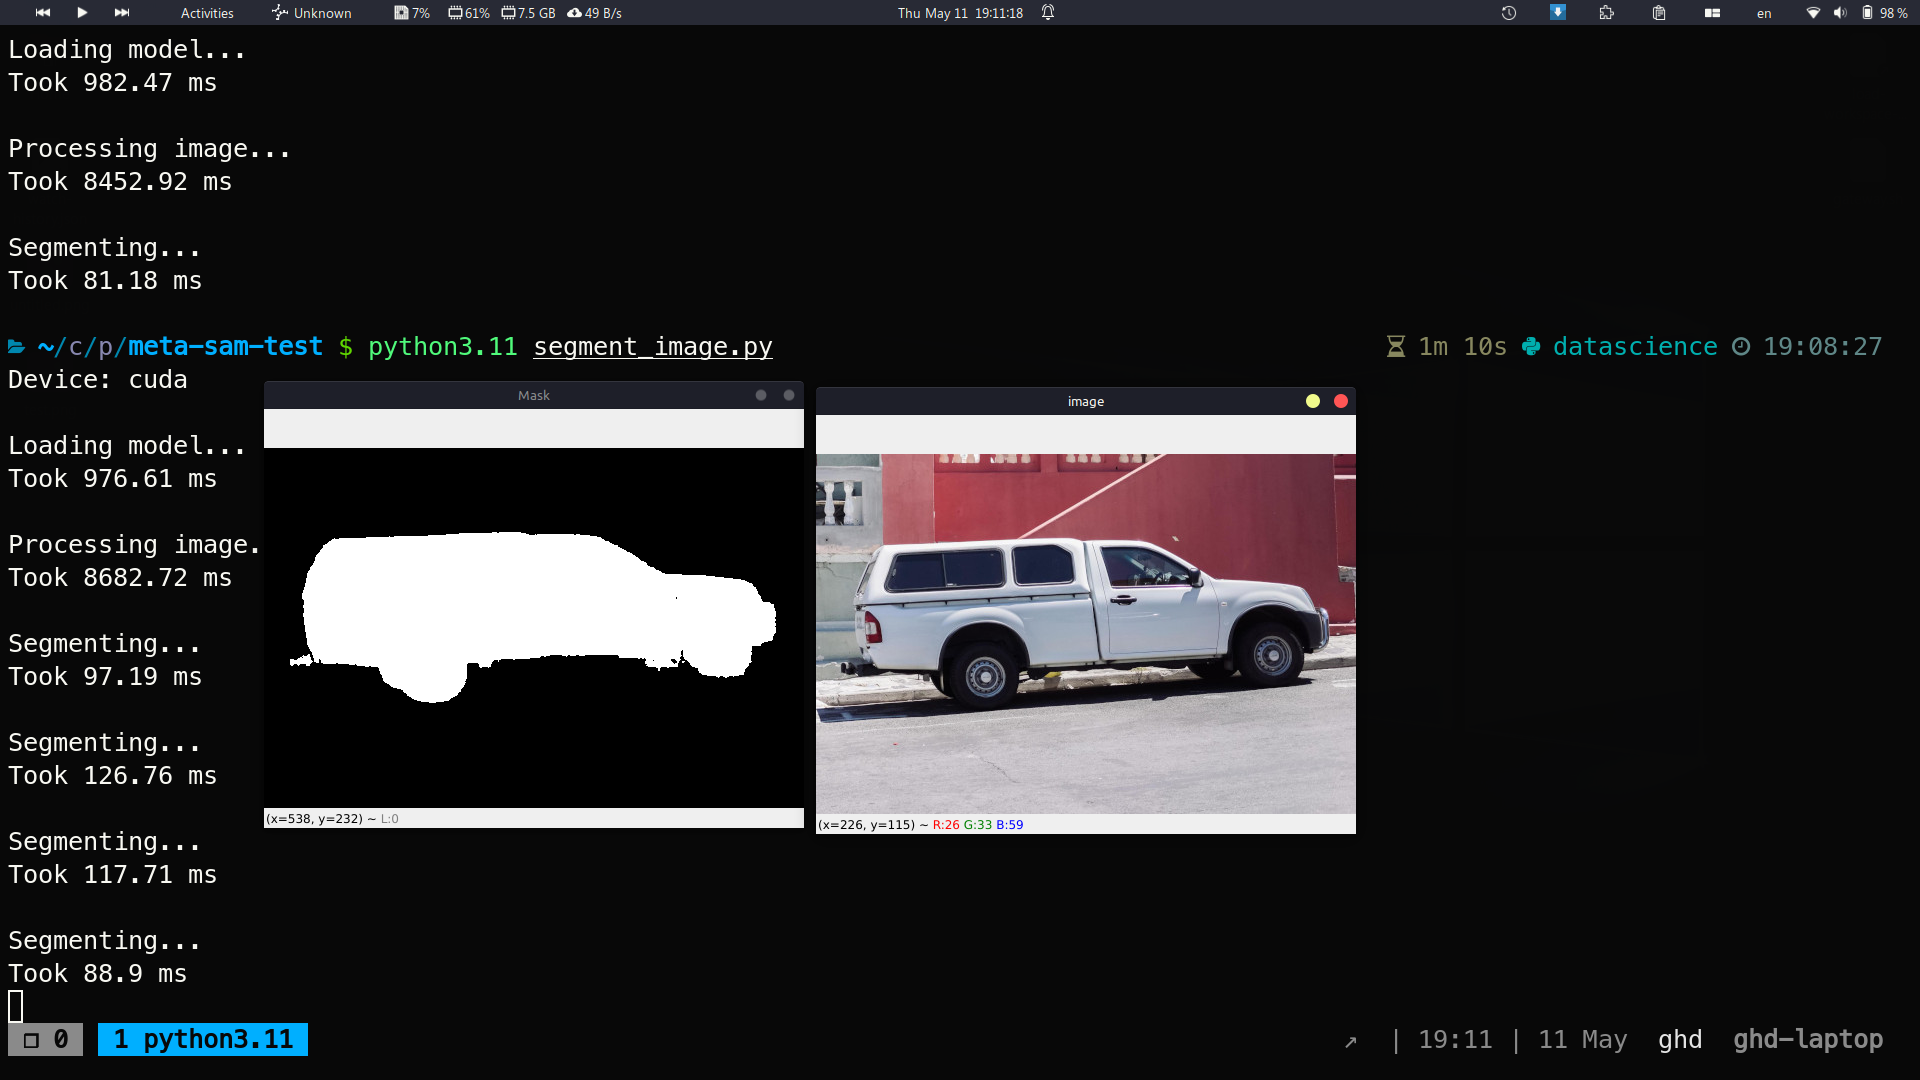 Activities Unknown 7% 61% 7.5 GB 49 B/s Thu May 11 19:11:18 en 98 %
Loading model...
Took 982.47 ms
Processing image...
Took 8452.92 ms
Segmenting...
Took 81.18 ms
~/c/p/meta-sam-test $ python3.11 segment_image.py 1m 10s datascience 19:08:27
Device: cuda
Loading model...
Took 976.61 ms
Processing image.
Took 8682.72 ms
Segmenting...
Took 97.19 ms
Segmenting...
Took 126.76 ms
Segmenting...
Took 117.71 ms
Segmenting...
Took 88.9 ms
Mask
(x=538, y=232) ~ L:0
image
(x=226, y=115) ~ R:26 G:33 B:59
0 1 python3.11 ↗ | 19:11 | 11 May ghd ghd-laptop